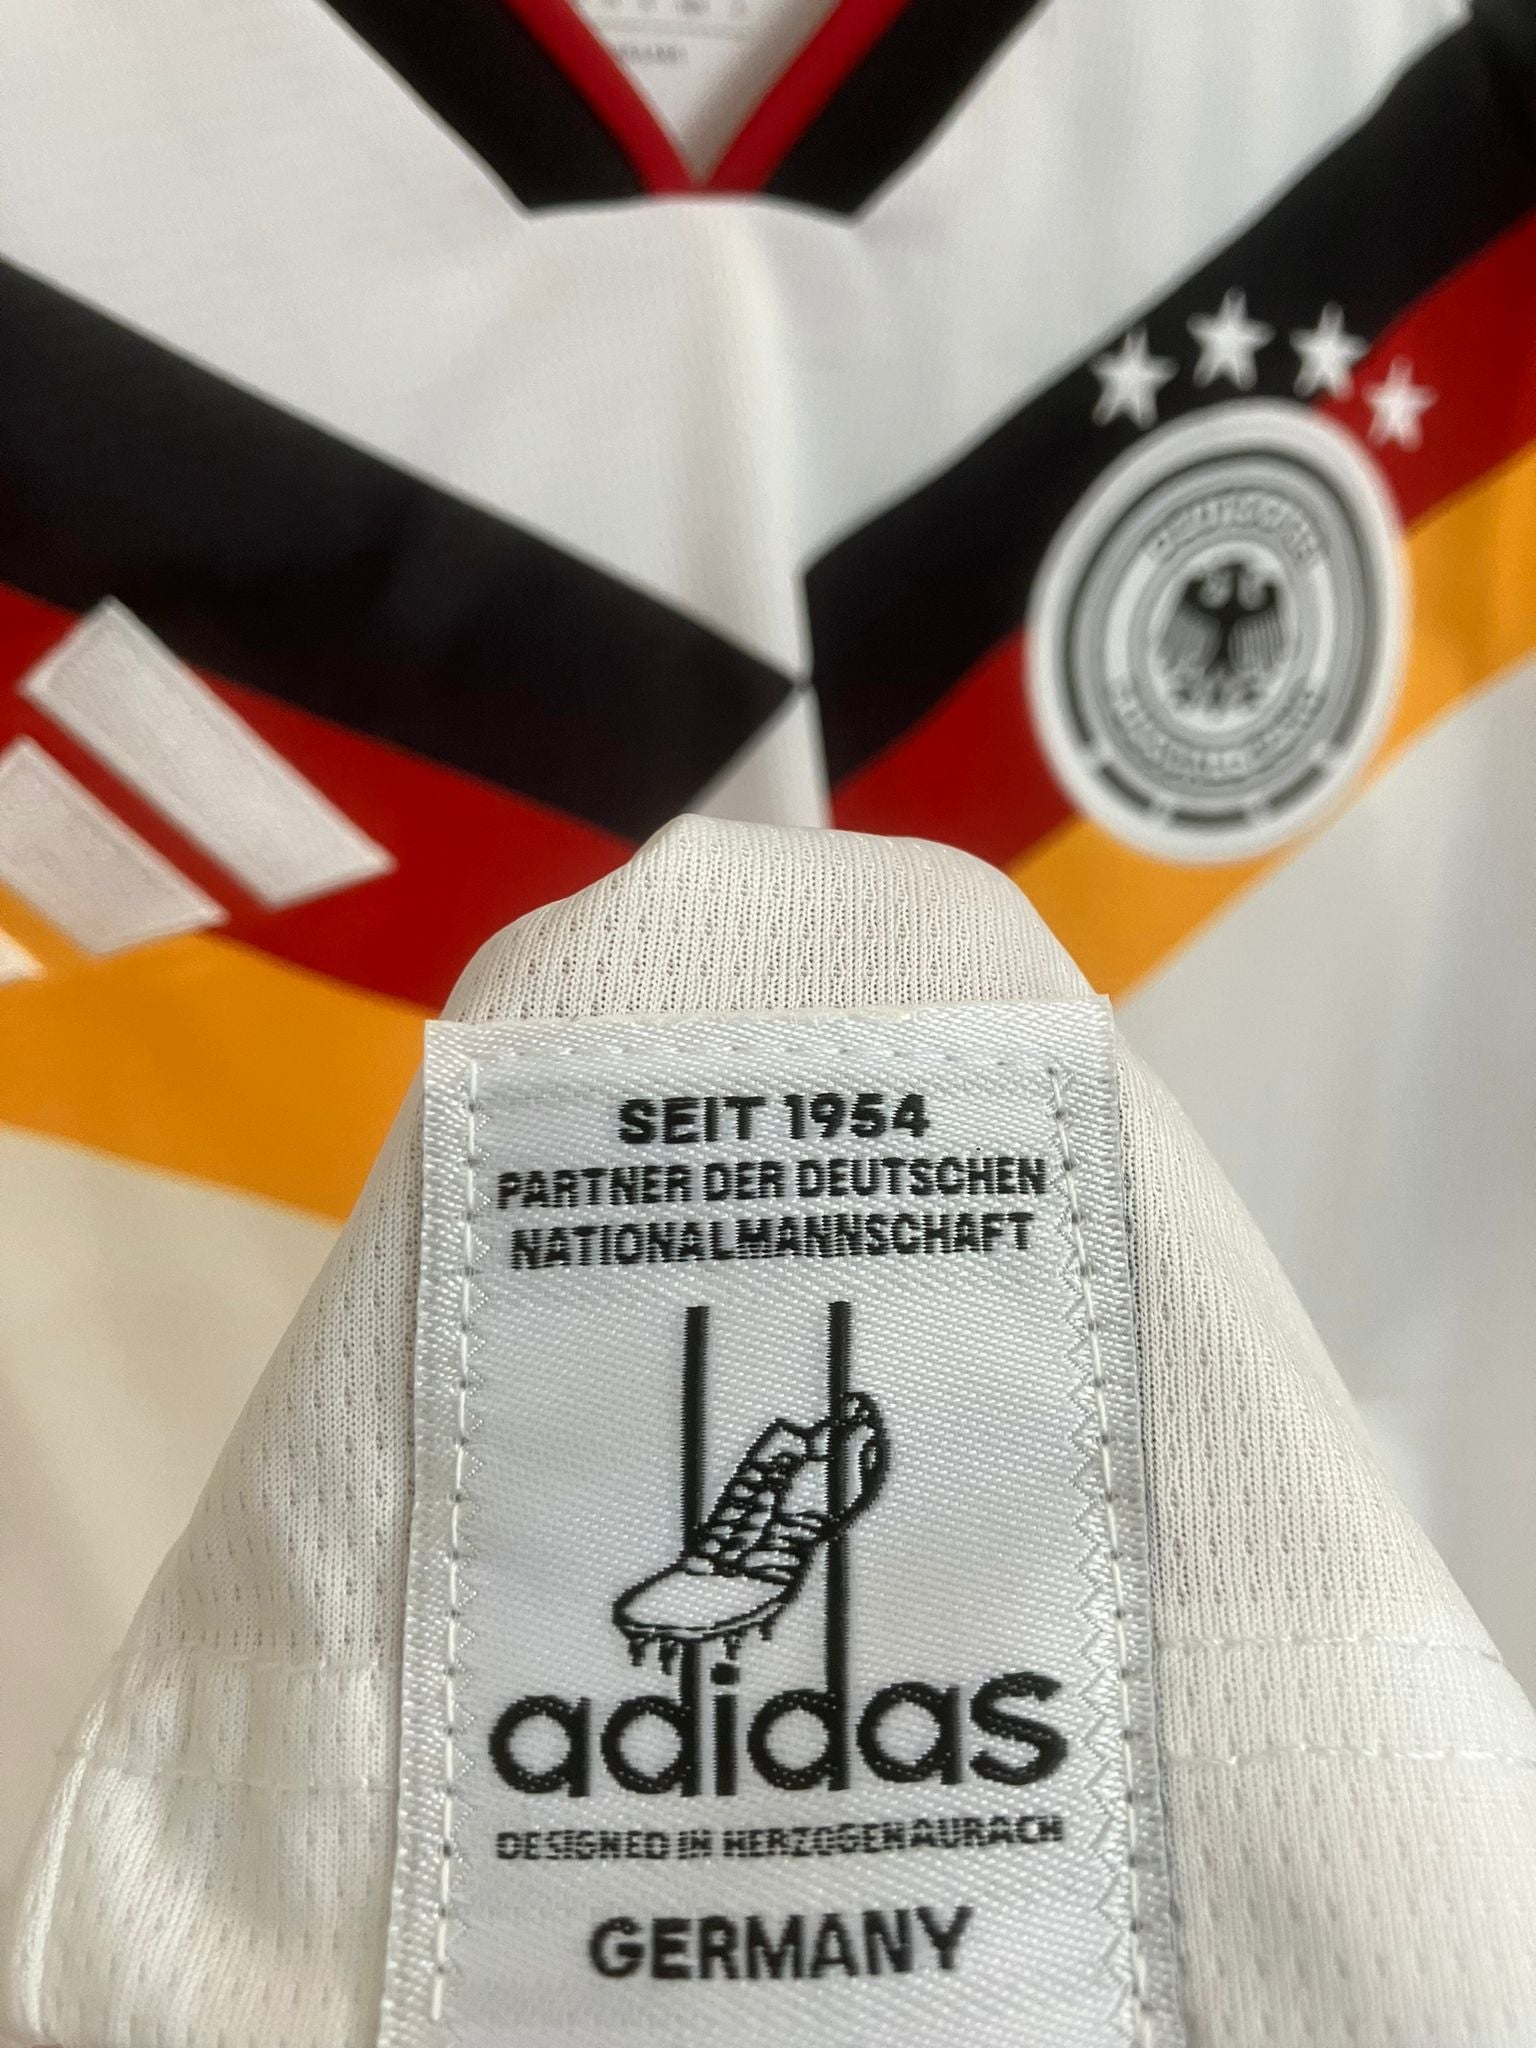 SEIT 1954
PARTNER DER DEUTSCHEN
NATIONALMANNSCHAFT
adidas
DESIGNED IN HERZOGENAURACH
GERMANY